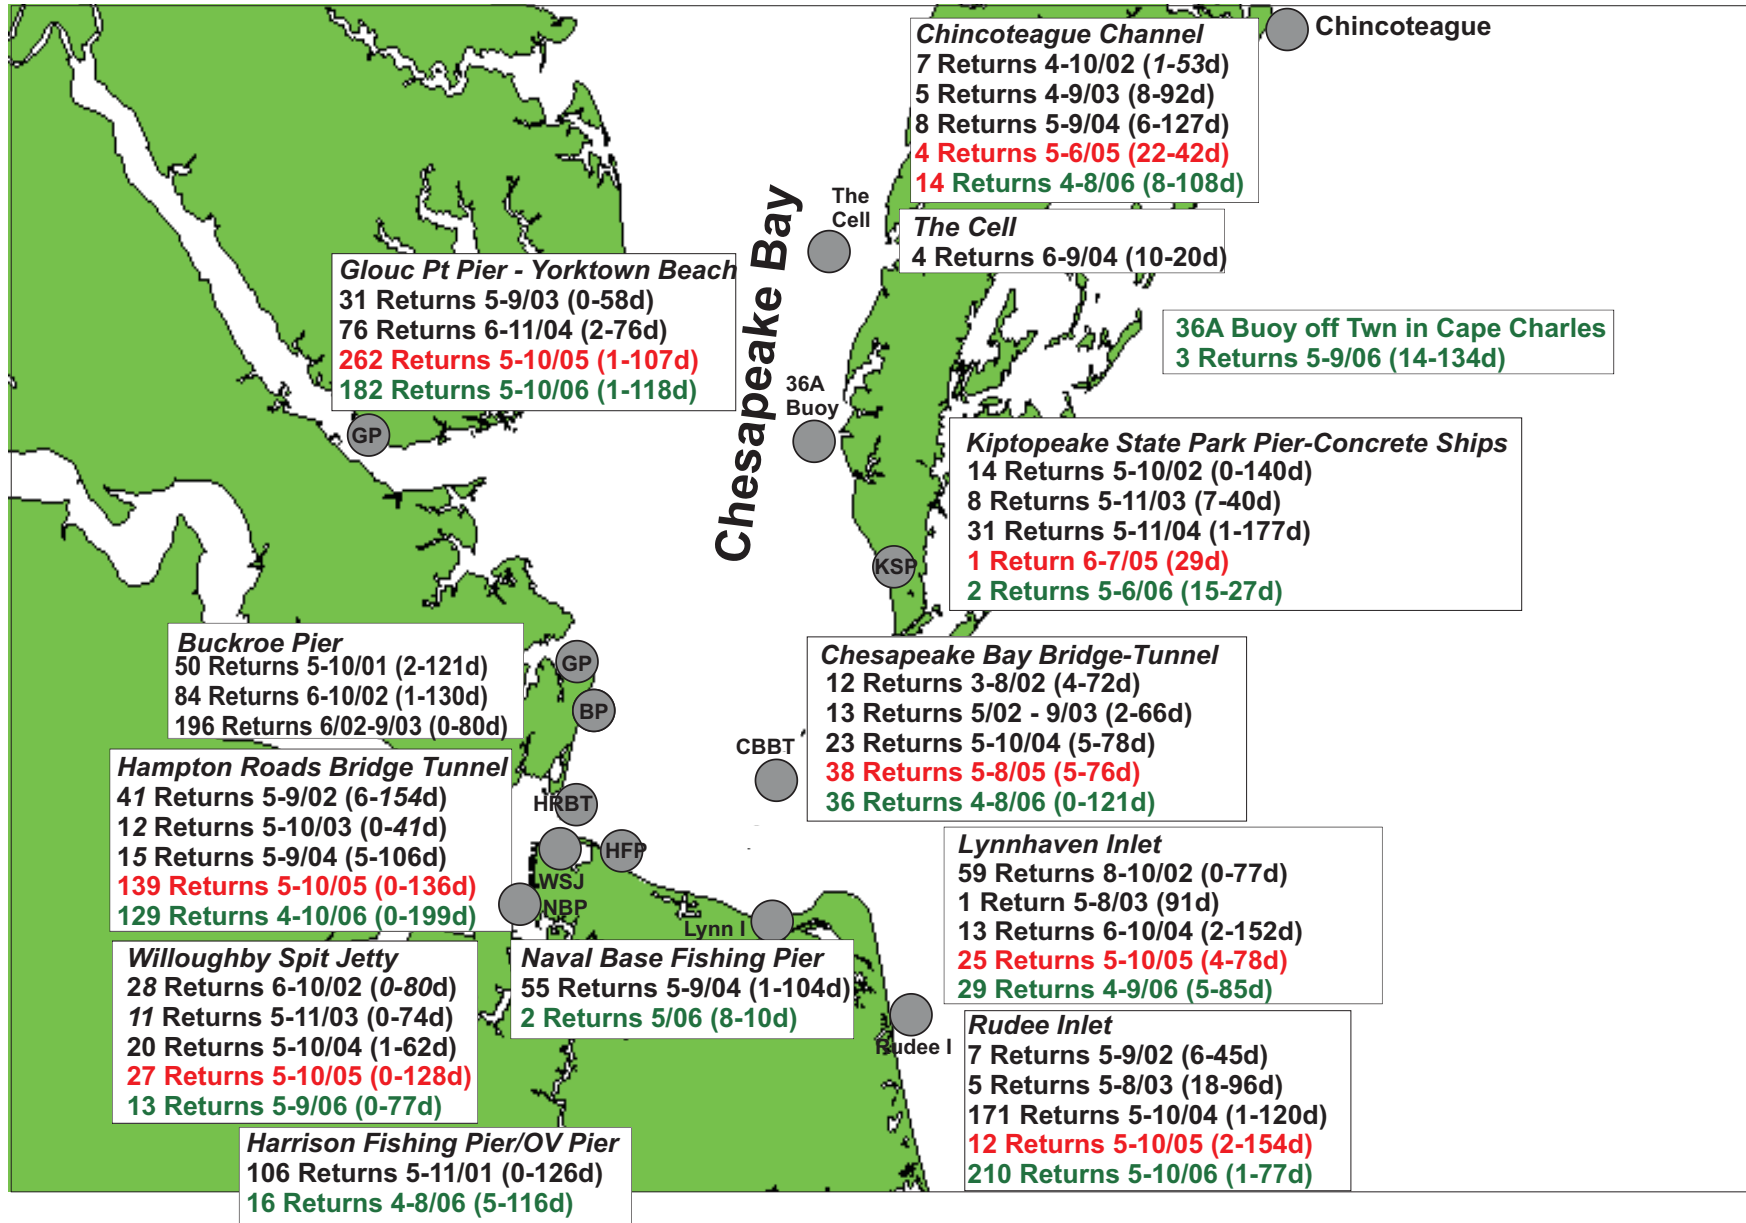 Chincoteague
Chincoteague Channel
7 Returns 4-10/02 (1-53d)
5 Returns 4-9/03 (8-92d)
8 Returns 5-9/04 (6-127d)
4 Returns 5-6/05 (22-42d)
14 Returns 4-8/06 (8-108d)
The
Cell
The Cell
4 Returns 6-9/04 (10-20d)
Chesapeake Bay
Glouc Pt Pier - Yorktown Beach
31 Returns 5-9/03 (0-58d)
76 Returns 6-11/04 (2-76d)
262 Returns 5-10/05 (1-107d)
182 Returns 5-10/06 (1-118d)
GP
36A Buoy off Twn in Cape Charles
3 Returns 5-9/06 (14-134d)
36A
Buoy
Kiptopeake State Park Pier-Concrete Ships
14 Returns 5-10/02 (0-140d)
8 Returns 5-11/03 (7-40d)
31 Returns 5-11/04 (1-177d)
1 Return 6-7/05 (29d)
2 Returns 5-6/06 (15-27d)
KSP
Buckroe Pier
50 Returns 5-10/01 (2-121d)
84 Returns 6-10/02 (1-130d)
196 Returns 6/02-9/03 (0-80d)
GP
BP
Chesapeake Bay Bridge-Tunnel
12 Returns 3-8/02 (4-72d)
13 Returns 5/02 - 9/03 (2-66d)
23 Returns 5-10/04 (5-78d)
38 Returns 5-8/05 (5-76d)
36 Returns 4-8/06 (0-121d)
CBBT
Hampton Roads Bridge Tunnel
41 Returns 5-9/02 (6-154d)
12 Returns 5-10/03 (0-41d)
15 Returns 5-9/04 (5-106d)
139 Returns 5-10/05 (0-136d)
129 Returns 4-10/06 (0-199d)
HRBT
HFP
WSJ
NBP
Lynn I
Lynnhaven Inlet
59 Returns 8-10/02 (0-77d)
1 Return 5-8/03 (91d)
13 Returns 6-10/04 (2-152d)
25 Returns 5-10/05 (4-78d)
29 Returns 4-9/06 (5-85d)
Willoughby Spit Jetty
28 Returns 6-10/02 (0-80d)
11 Returns 5-11/03 (0-74d)
20 Returns 5-10/04 (1-62d)
27 Returns 5-10/05 (0-128d)
13 Returns 5-9/06 (0-77d)
Naval Base Fishing Pier
55 Returns 5-9/04 (1-104d)
2 Returns 5/06 (8-10d)
Rudee I
Rudee Inlet
7 Returns 5-9/02 (6-45d)
5 Returns 5-8/03 (18-96d)
171 Returns 5-10/04 (1-120d)
12 Returns 5-10/05 (2-154d)
210 Returns 5-10/06 (1-77d)
Harrison Fishing Pier/OV Pier
106 Returns 5-11/01 (0-126d)
16 Returns 4-8/06 (5-116d)